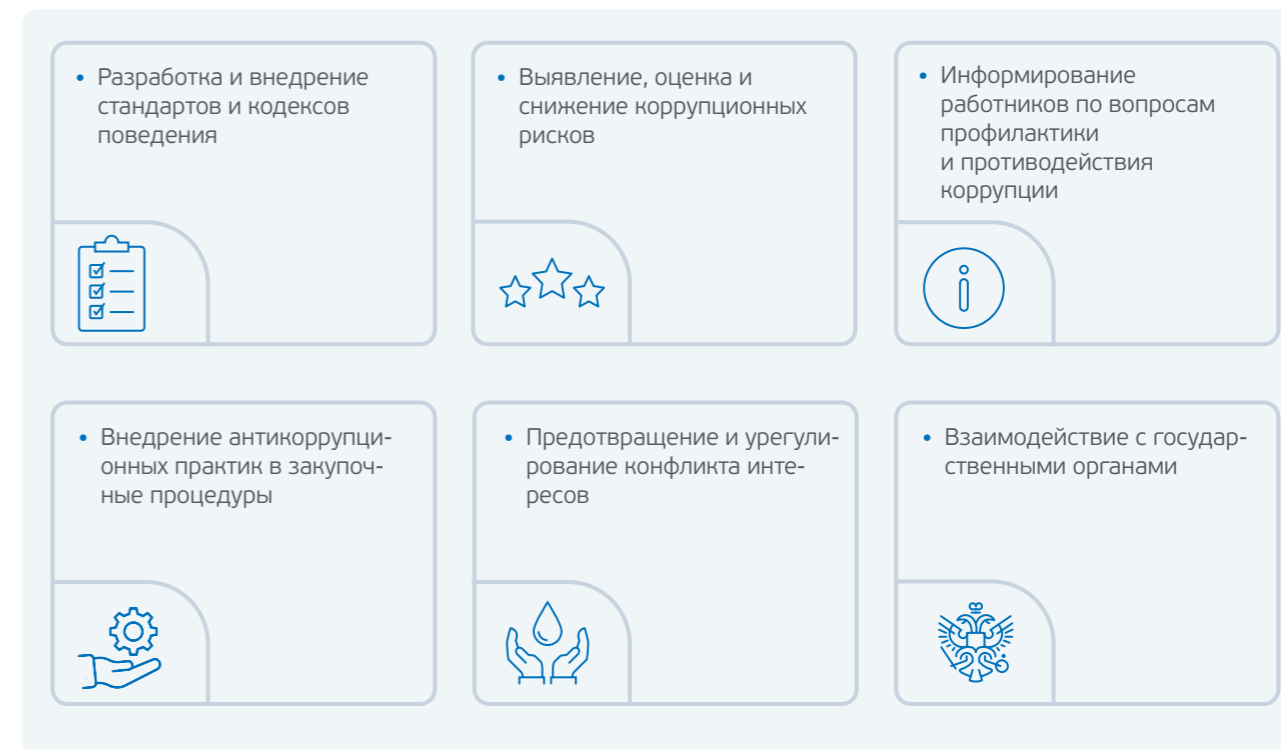 • Разработка и внедрение
стандартов и кодексов
поведения
• Выявление, оценка и
снижение коррупционных
рисков
• Информирование
работников по вопросам
профилактики
и противодействия
коррупции
• Внедрение антикоррупци-
онных практик в закупоч-
ные процедуры
• Предотвращение и урегули-
рование конфликта инте-
ресов
• Взаимодействие с государ-
ственными органами